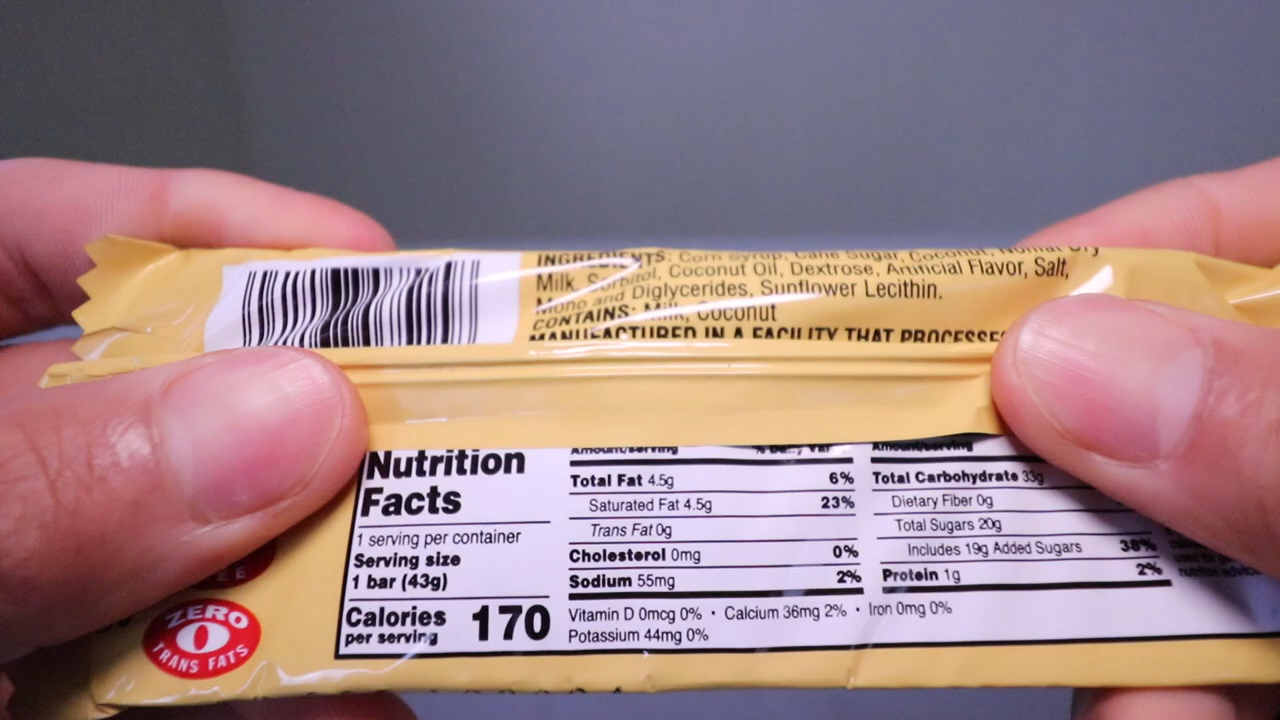 INGREDIENTS: Corn Syrup, Cane Sugar, Coconut, Nonfat Dry
Milk, Sorbitol, Coconut Oil, Dextrose, Artificial Flavor, Salt,
Mono and Diglycerides, Sunflower Lecithin.
CONTAINS: Milk, Coconut
MANUFACTURED IN A FACILITY THAT PROCESSES
Nutrition
Facts
1 serving per container
Serving size
1 bar (43g)
Calories 170
per serving
Amount/serving % Daily
Total Fat 4.5g 6%
Saturated Fat 4.5g 23%
Trans Fat 0g
Cholesterol 0mg 0%
Sodium 55mg 2%
Amount/serving
Total Carbohydrate 33g
Dietary Fiber 0g
Total Sugars 20g
Includes 19g Added Sugars 38%
Protein 1g 2%
Vitamin D 0mcg 0% • Calcium 36mg 2% • Iron 0mg 0%
Potassium 44mg 0%
ZERO
0
TRANS FATS